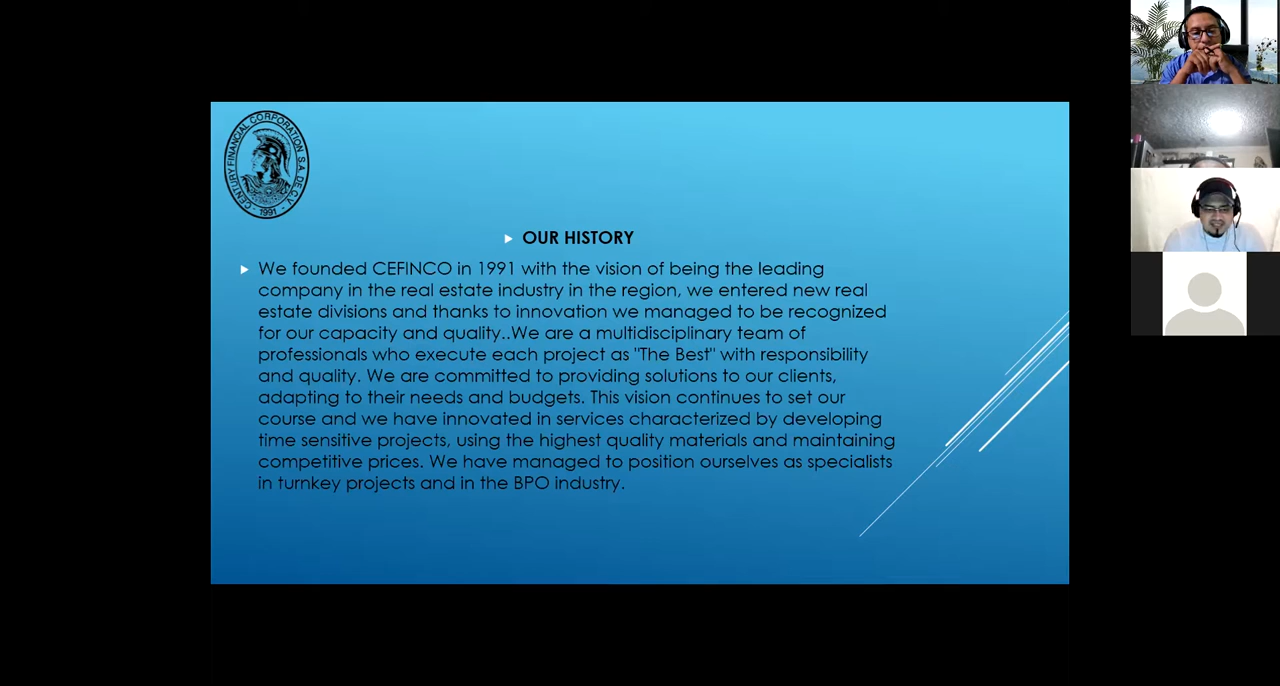 CENTURY FINANCIAL CORPORATION S.A. DE C.V.
- 1991 -
OUR HISTORY
We founded CEFINCO in 1991 with the vision of being the leading
company in the real estate industry in the region, we entered new real
estate divisions and thanks to innovation we managed to be recognized
for our capacity and quality..We are a multidisciplinary team of
professionals who execute each project as "The Best" with responsibility
and quality. We are committed to providing solutions to our clients,
adapting to their needs and budgets. This vision continues to set our
course and we have innovated in services characterized by developing
time sensitive projects, using the highest quality materials and maintaining
competitive prices. We have managed to position ourselves as specialists
in turnkey projects and in the BPO industry.